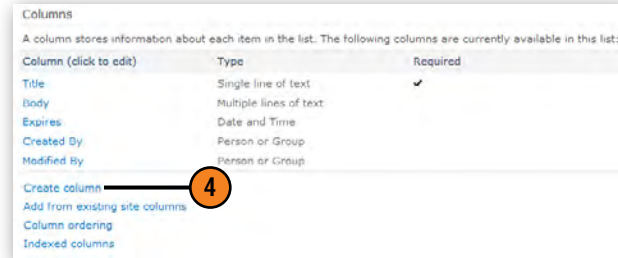 Columns
A column stores information about each item in the list. The following columns are currently available in this list:
Column (click to edit) Type Required
Title Single line of text ✔
Body Multiple lines of text
Expires Date and Time
Created By Person or Group
Modified By Person or Group
Create column 4
Add from existing site columns
Column ordering
Indexed columns